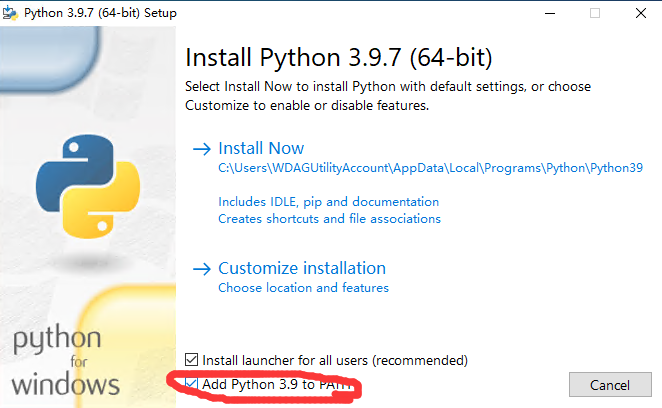 Python 3.9.7 (64-bit) Setup
Install Python 3.9.7 (64-bit)
Select Install Now to install Python with default settings, or choose
Customize to enable or disable features.
Install Now
C:\Users\WDAGUtilityAccount\AppData\Local\Programs\Python\Python39
Includes IDLE, pip and documentation
Creates shortcuts and file associations
Customize installation
Choose location and features
python
for
windows
Install launcher for all users (recommended)
Add Python 3.9 to PATH
Cancel